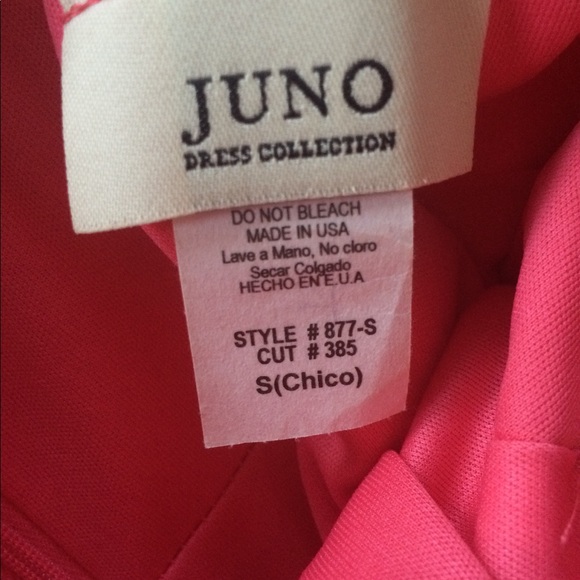 JUNO
DRESS COLLECTION
DO NOT BLEACH
MADE IN USA
Lave a Mano, No cloro
Secar Colgado
HECHO EN E.U.A
STYLE # 877-S
CUT # 385
S(Chico)